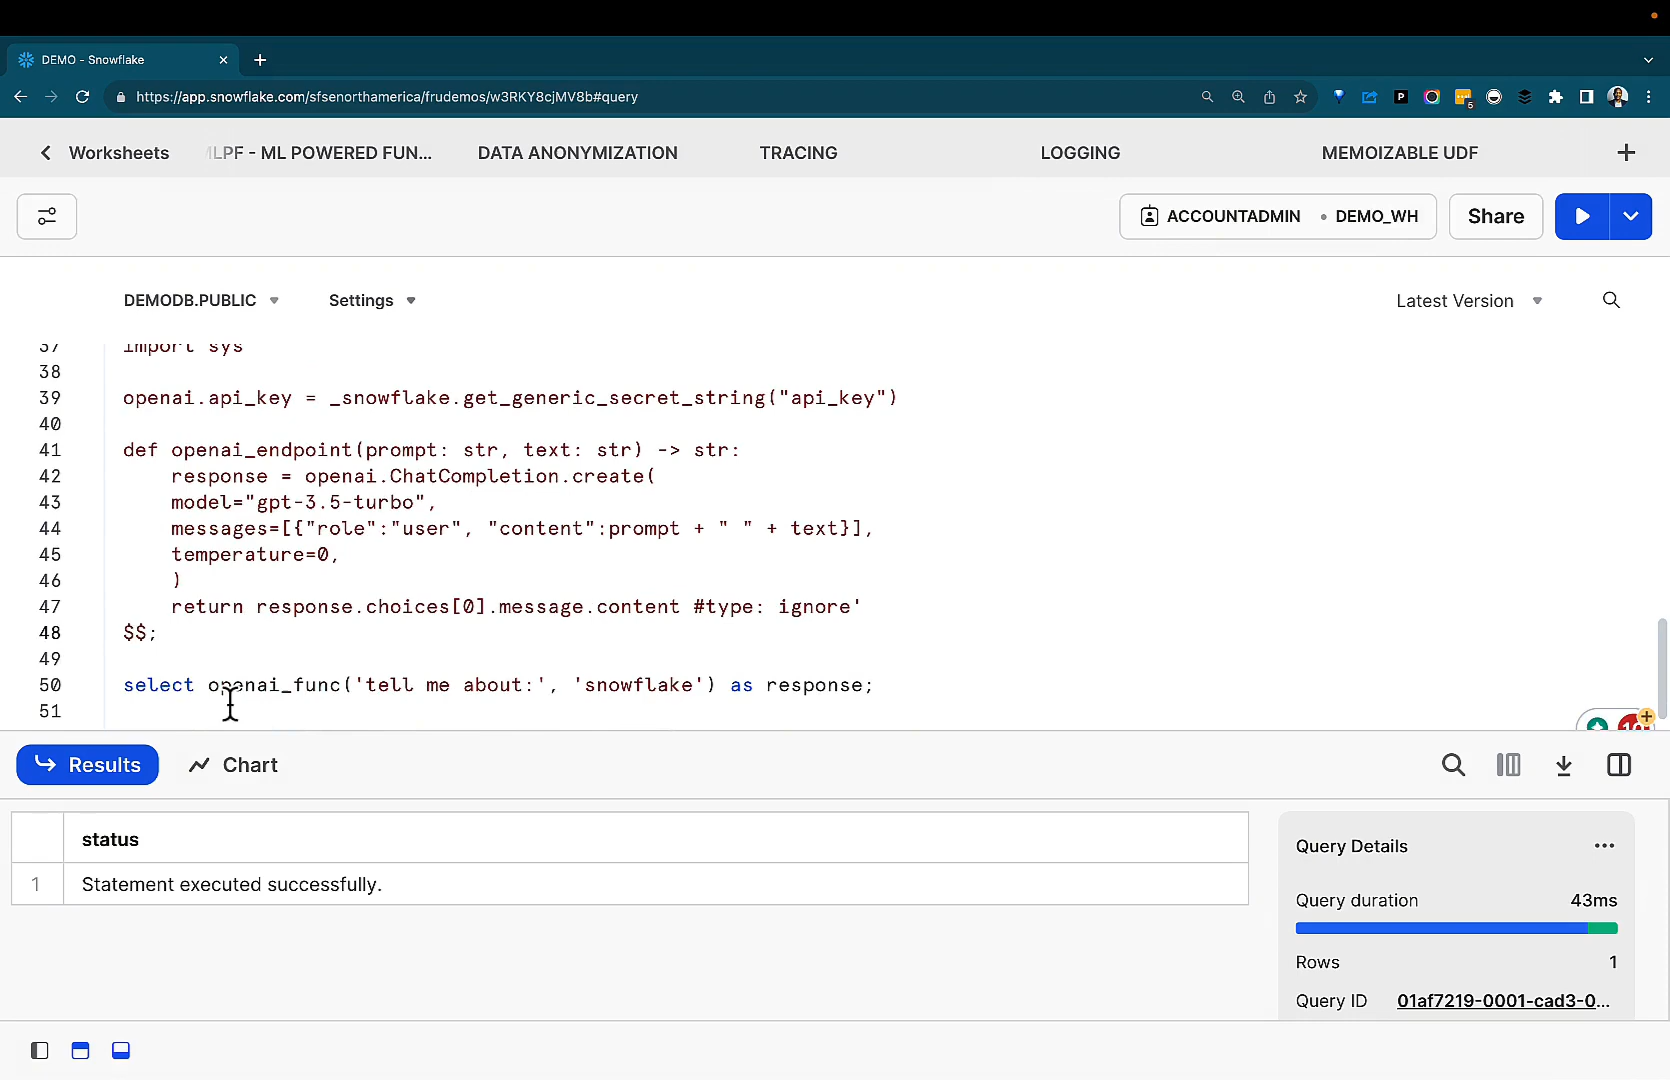 DEMO - Snowflake
https://app.snowflake.com/sfsenorthamerica/frudemos/w3RKY8cjMV8b#query
Worksheets
MLPF - ML POWERED FUN...
DATA ANONYMIZATION
TRACING
LOGGING
MEMOIZABLE UDF
ACCOUNTADMIN • DEMO_WH
Share
DEMODB.PUBLIC
Settings
Latest Version
37 import sys
38
39 openai.api_key = _snowflake.get_generic_secret_string("api_key")
40
41 def openai_endpoint(prompt: str, text: str) -> str:
42 response = openai.ChatCompletion.create(
43 model="gpt-3.5-turbo",
44 messages=[{"role":"user", "content":prompt + " " + text}],
45 temperature=0,
46 )
47 return response.choices[0].message.content #type: ignore'
48 $$;
49
50 select openai_func('tell me about:', 'snowflake') as response;
51
Results
Chart
status
1 Statement executed successfully.
Query Details
Query duration 43ms
Rows 1
Query ID 01af7219-0001-cad3-0...